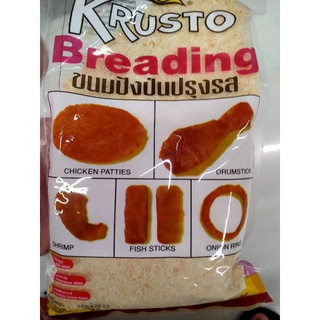 KRUSTO
Breading
ขนมปังป่นปรุงรส
CHICKEN PATTIES
DRUMSTICK
SHRIMP
FISH STICKS
ONION RING